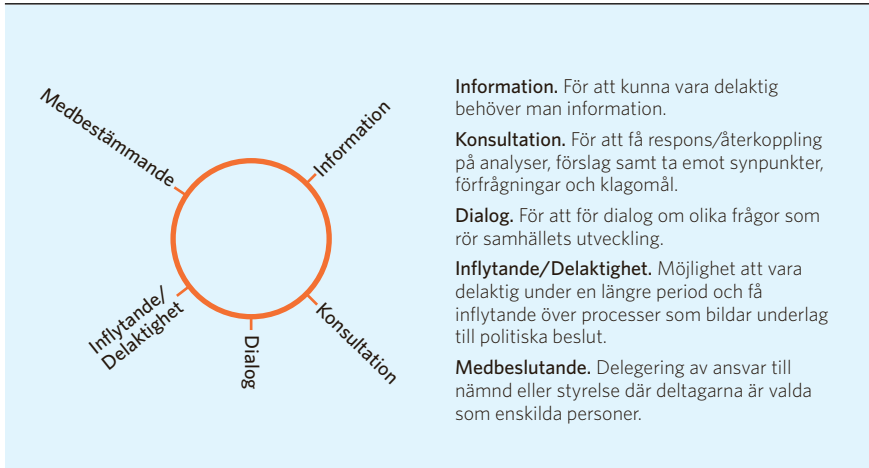 Medbestämmande
Information
Inflytande/
Delaktighet
Dialog
Konsultation
Information. För att kunna vara delaktig
behöver man information.
Konsultation. För att få respons/återkoppling
på analyser, förslag samt ta emot synpunkter,
förfrågningar och klagomål.
Dialog. För att för dialog om olika frågor som
rör samhällets utveckling.
Inflytande/Delaktighet. Möjlighet att vara
delaktig under en längre period och få
inflytande över processer som bildar underlag
till politiska beslut.
Medbeslutande. Delegering av ansvar till
nämnd eller styrelse där deltagarna är valda
som enskilda personer.